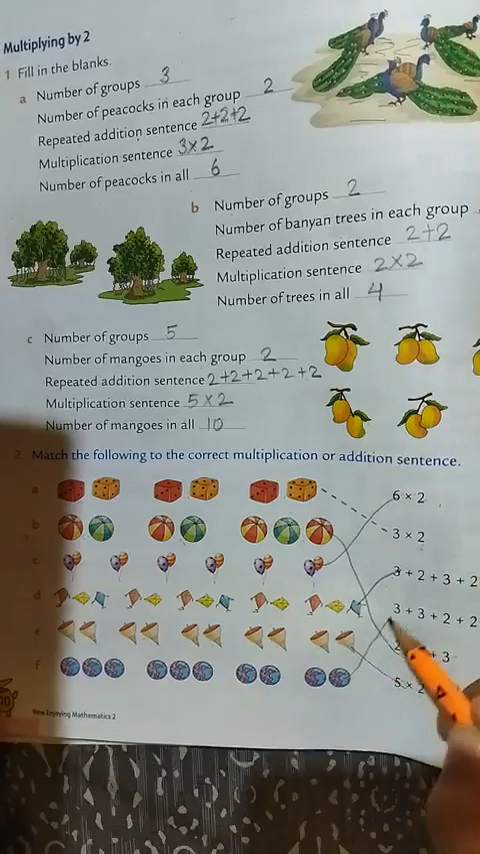 Multiplying by 2
1 Fill in the blanks.
a Number of groups 3
Number of peacocks in each group 2
Repeated addition sentence 2+2+2
Multiplication sentence 3×2
Number of peacocks in all 6
b Number of groups 2
Number of banyan trees in each group
Repeated addition sentence 2+2
Multiplication sentence 2×2
Number of trees in all 4
c Number of groups 5
Number of mangoes in each group 2
Repeated addition sentence 2+2+2+2+2
Multiplication sentence 5×2
Number of mangoes in all 10
2 Match the following to the correct multiplication or addition sentence.
a
6 × 2
b
3 × 2
c
3 + 2 + 3 + 2
d
3 + 3 + 2 + 2
e
+ 3
f
5 × 2
New Enjoying Mathematics 2